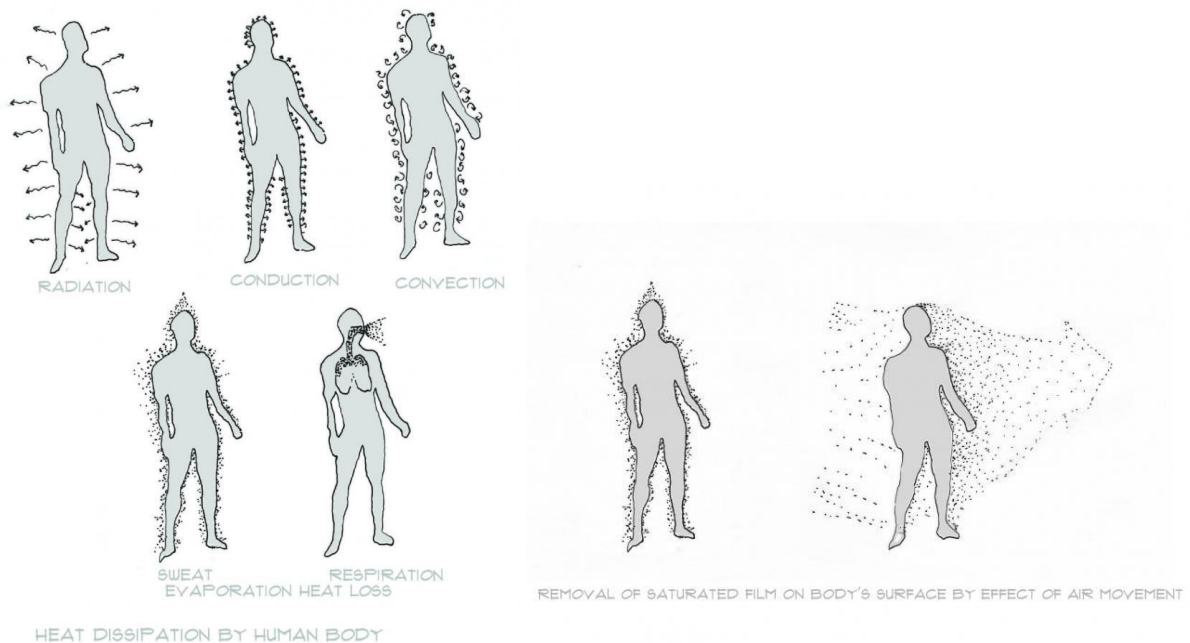 RADIATION
CONDUCTION
CONVECTION
SWEAT
RESPIRATION
EVAPORATION HEAT LOSS
HEAT DISSIPATION BY HUMAN BODY
REMOVAL OF SATURATED FILM ON BODY'S SURFACE BY EFFECT OF AIR MOVEMENT